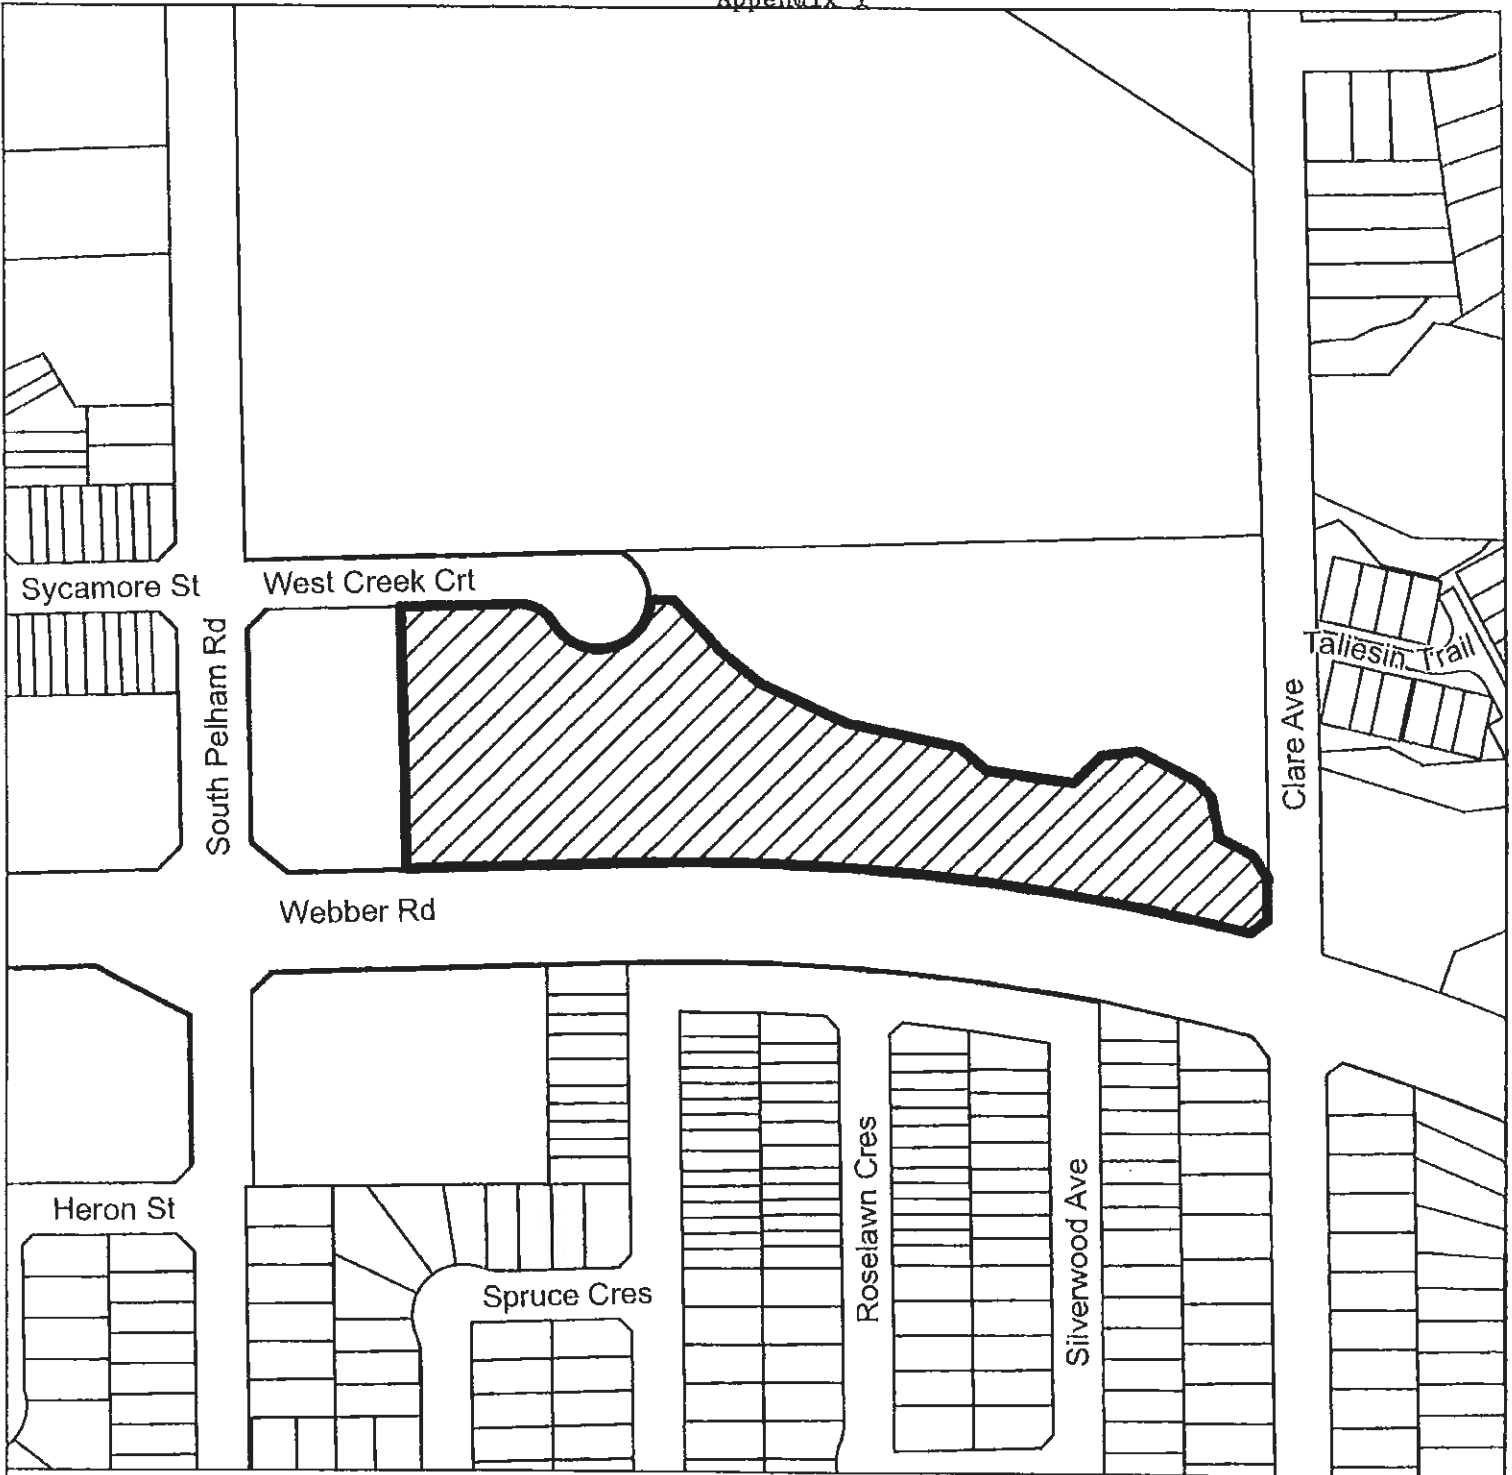 Appendix
Sycamore St
West Creek Crt
South Pelham Rd
Taliesin Trail
Clare Ave
Webber Rd
Heron St
Spruce Cres
Roselawn Cres
Silverwood Ave